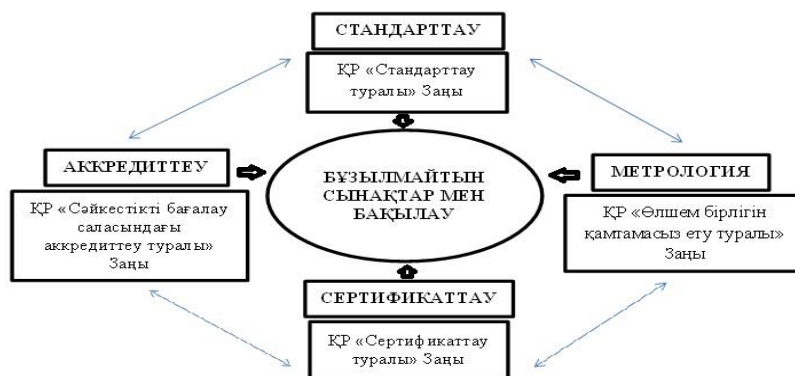 СТАНДАРТТАУ
ҚР «Стандарттау
туралы» Заңы
АККРЕДИТТЕУ
ҚР «Сәйкестікті бағалау
саласындағы
аккредиттеу туралы»
Заңы
БҰЗЫЛМАЙТЫН
СЫНАҚТАР МЕН
БАҚЫЛАУ
МЕТРОЛОГИЯ
ҚР «Өлшем бірлігін
қамтамасыз ету туралы»
Заңы
СЕРТИФИКАТТАУ
ҚР «Сертификаттау
туралы» Заңы